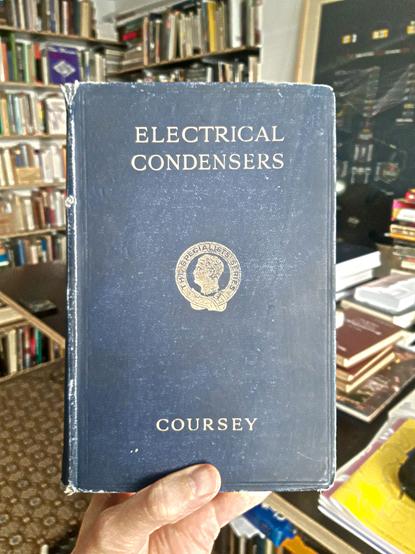 ELECTRICAL
CONDENSERS
THE SPECIALISTS SERIES
COURSEY